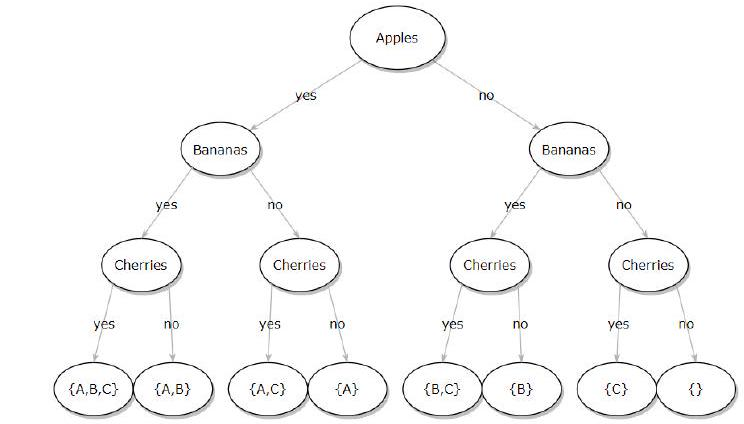 Apples
yes no
Bananas Bananas
yes no yes no
Cherries Cherries Cherries Cherries
yes no yes no yes no yes no
{A,B,C} {A,B} {A,C} {A} {B,C} {B} {C} {}